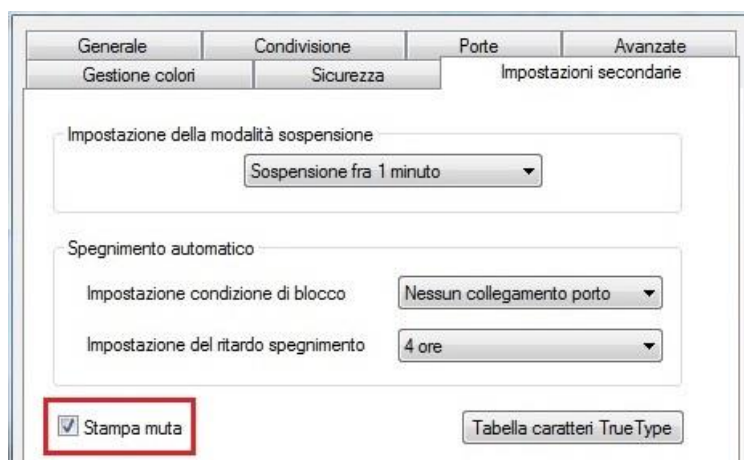 Generale Condivisione Porte Avanzate
Gestione colori Sicurezza Impostazioni secondarie
Impostazione della modalità sospensione
Sospensione fra 1 minuto
Spegnimento automatico
Impostazione condizione di blocco Nessun collegamento porto
Impostazione del ritardo spegnimento 4 ore
Stampa muta Tabella caratteri TrueType